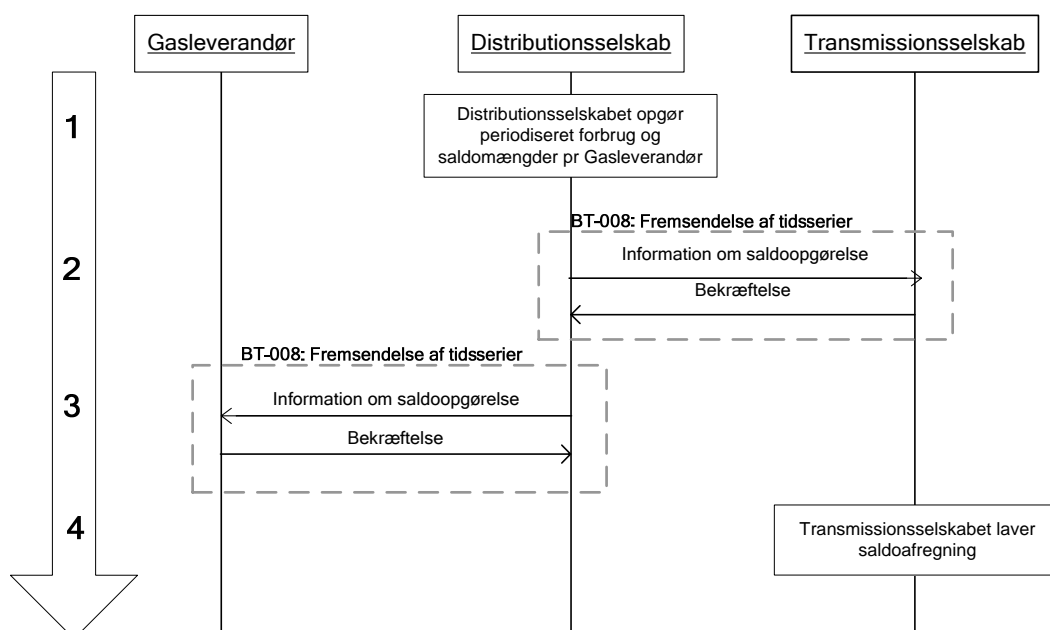 Gasleverandør
Distributionsselskab
Transmissionsselskab
1
Distributionsselskabet opgør
periodiseret forbrug og
saldomængder pr Gasleverandør
BT-008: Fremsendelse af tidsserier
2
Information om saldoopgørelse
Bekræftelse
BT-008: Fremsendelse af tidsserier
3
Information om saldoopgørelse
Bekræftelse
4
Transmissionsselskabet laver
saldoafregning